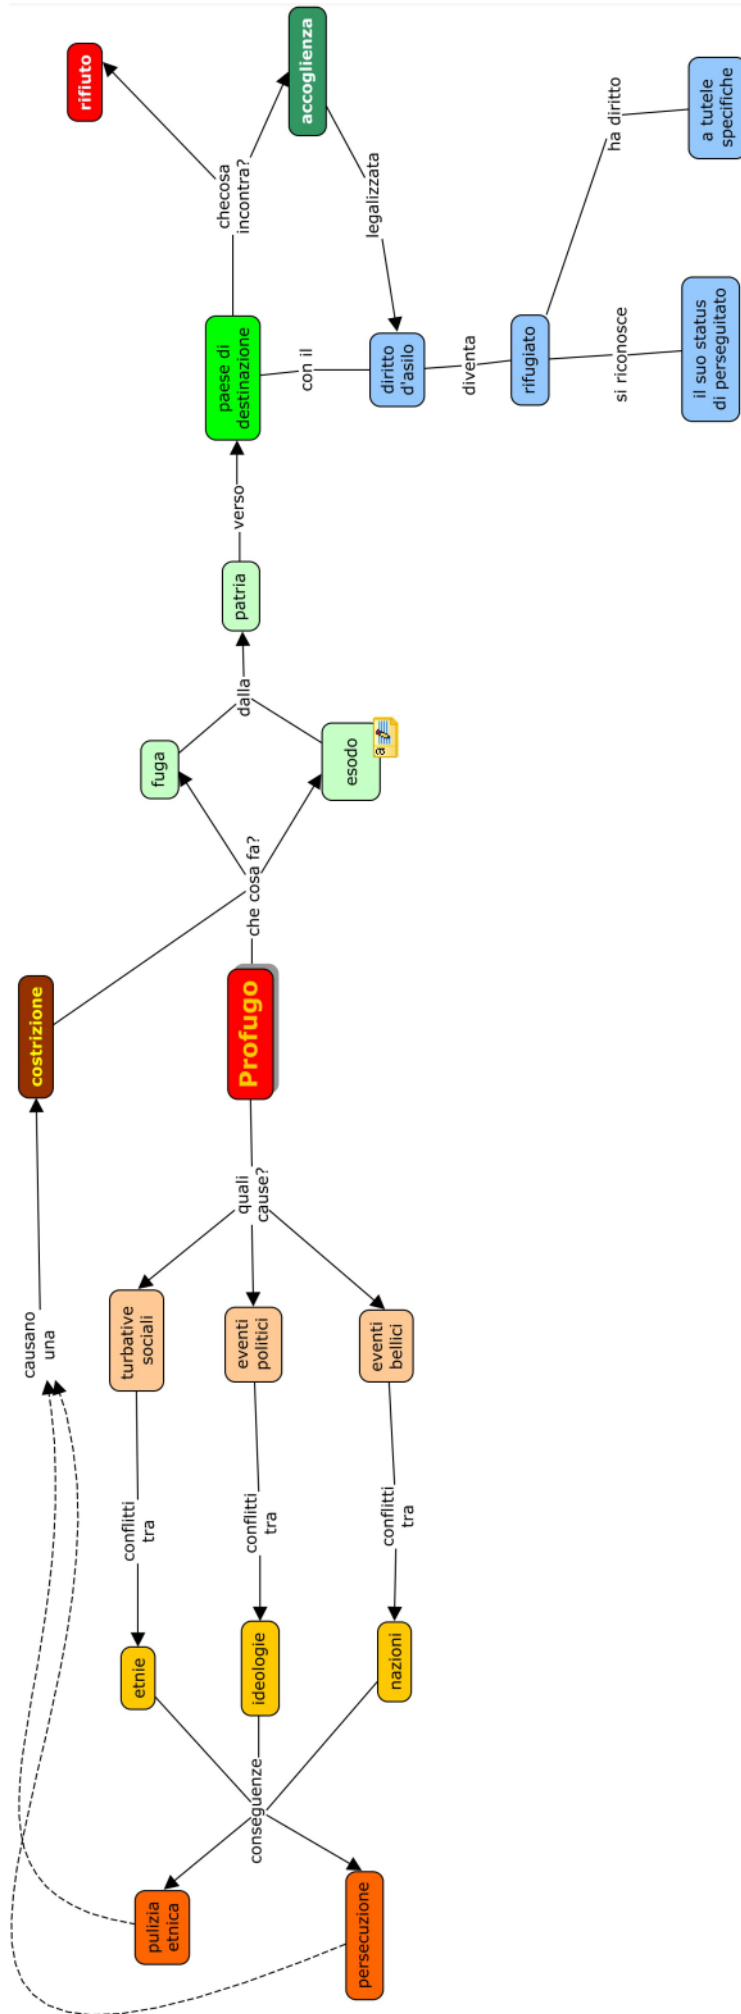 pulizia
etnica
persecuzione
conseguenze
etnie
ideologie
nazioni
conflitti
tra
conflitti
tra
conflitti
tra
turbative
sociali
eventi
politici
eventi
bellici
causano
una
quali
cause?
costrizione
Profugo
che cosa fa?
fuga
esodo
a
dalla
patria
verso
paese di
destinazione
checosa
incontra?
rifiuto
accoglienza
legalizzata
con il
diritto
d'asilo
diventa
rifugiato
si riconosce
il suo status
di perseguitato
ha diritto
a tutele
specifiche